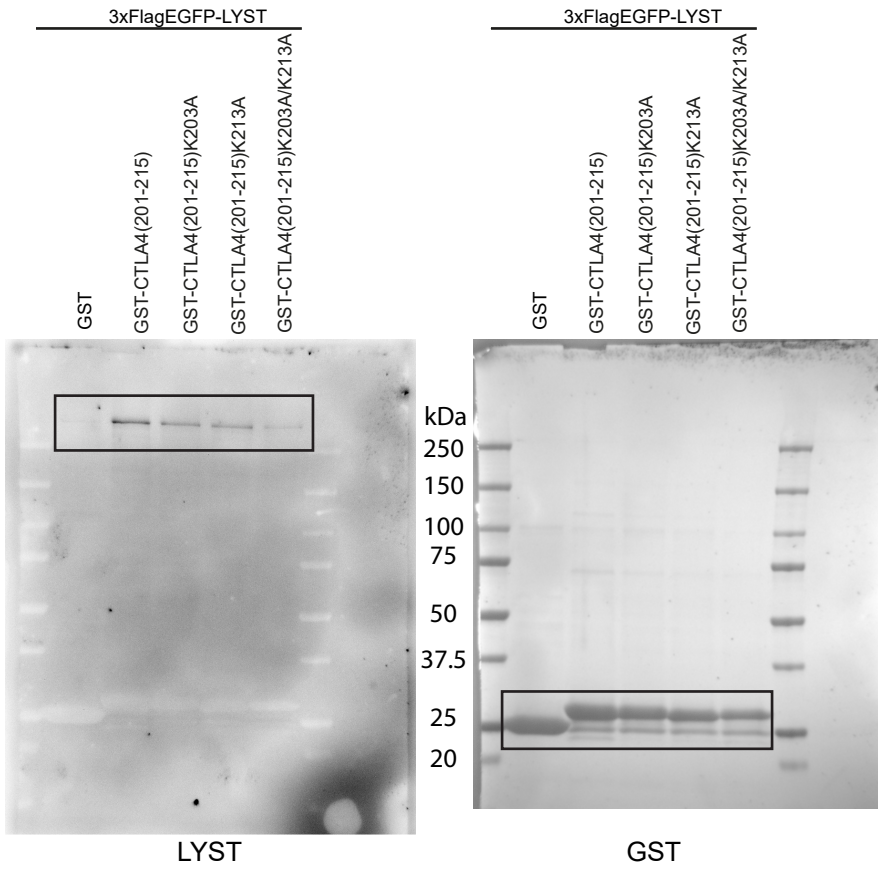 3xFlagEGFP-LYST
GST
GST-CTLA4(201-215)
GST-CTLA4(201-215)K203A
GST-CTLA4(201-215)K213A
GST-CTLA4(201-215)K203A/K213A
3xFlagEGFP-LYST
GST
GST-CTLA4(201-215)
GST-CTLA4(201-215)K203A
GST-CTLA4(201-215)K213A
GST-CTLA4(201-215)K203A/K213A
kDa
250
150
100
75
50
37.5
25
20
LYST
GST